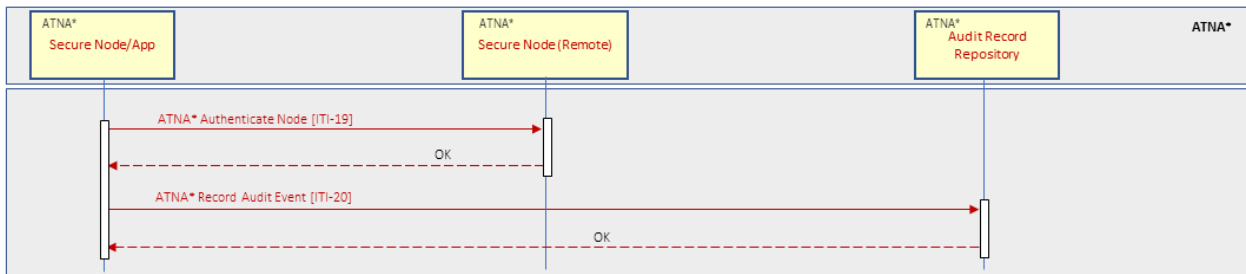 ATNA*
Secure Node/App
ATNA*
Secure Node (Remote)
ATNA*
Audit Record
Repository
ATNA*
ATNA* Authenticate Node [ITI-19]
OK
ATNA* Record Audit Event [ITI-20]
OK